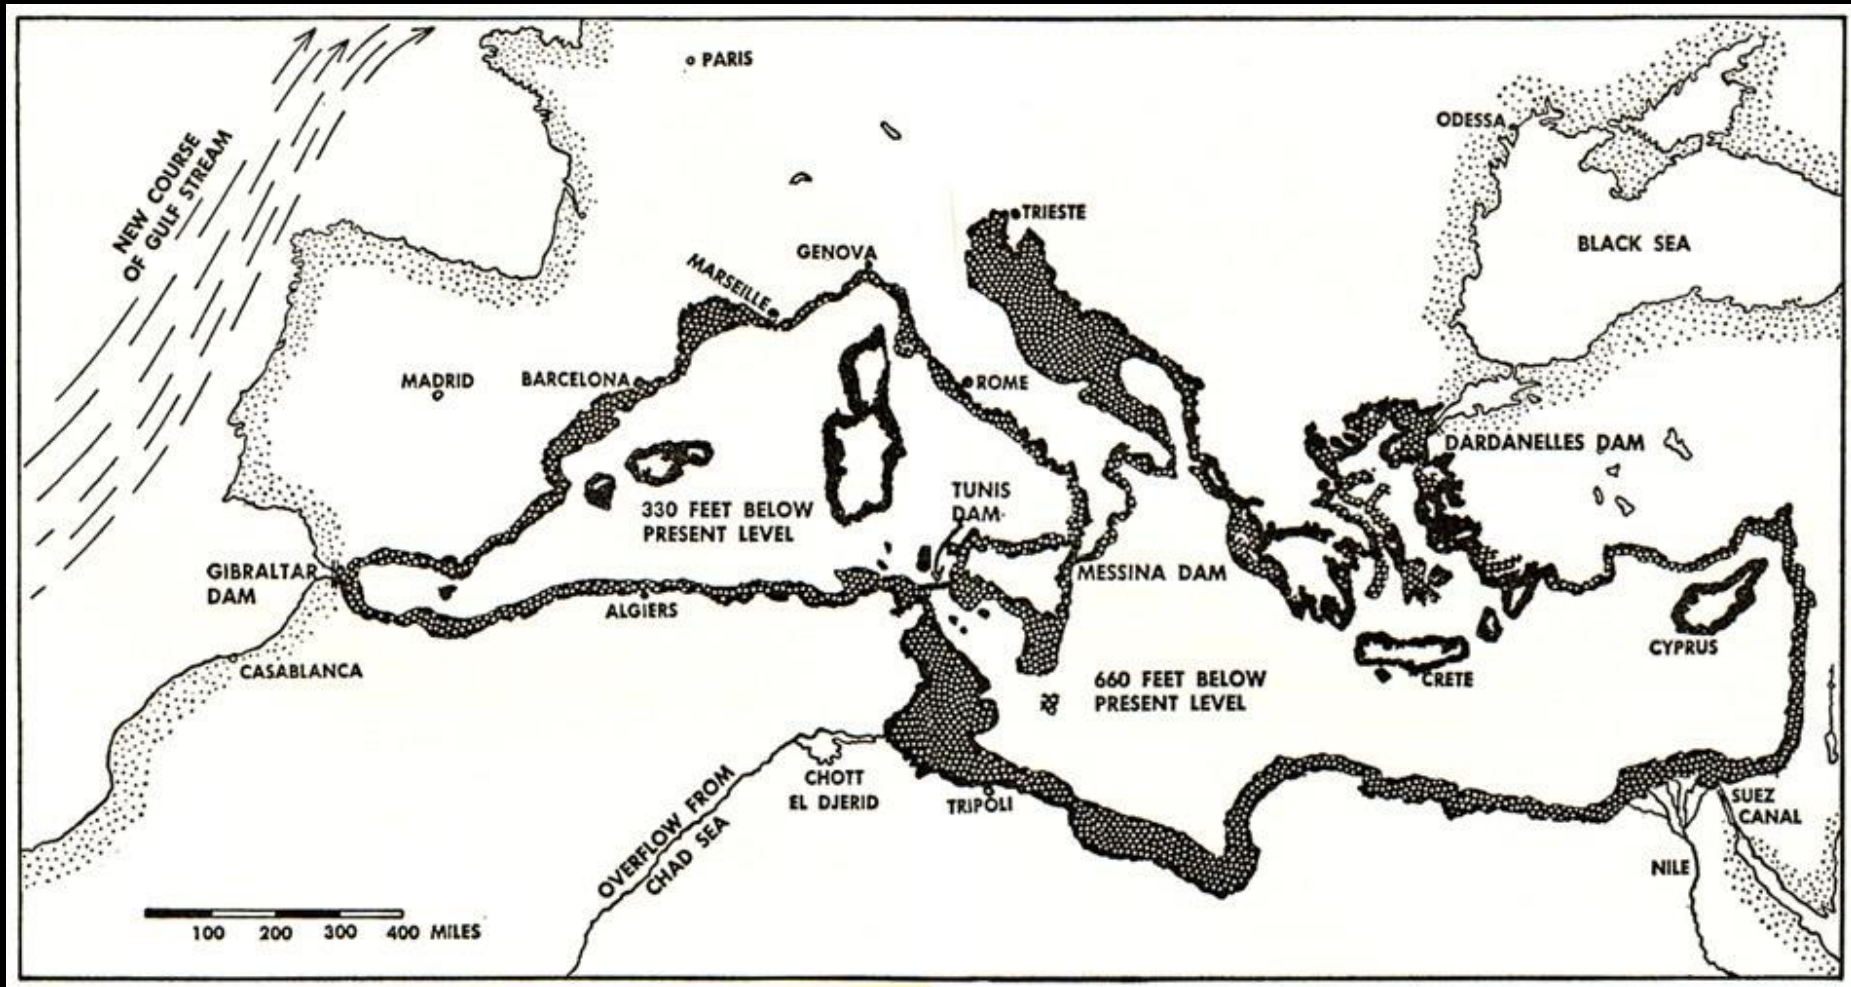 PARIS
ODESSA
NEW COURSE
OF GULF STREAM
TRIESTE
BLACK SEA
GENOVA
MARSEILLE
MADRID
BARCELONA
ROME
DARDANELLES DAM
330 FEET BELOW
PRESENT LEVEL
TUNIS
DAM
GIBRALTAR
DAM
MESSINA DAM
ALGIERS
CASABLANCA
CYPRUS
CRETE
660 FEET BELOW
PRESENT LEVEL
CHOTT
EL DJERID
TRIPOLI
OVERFLOW FROM
CHAD SEA
SUEZ
CANAL
NILE
100 200 300 400 MILES